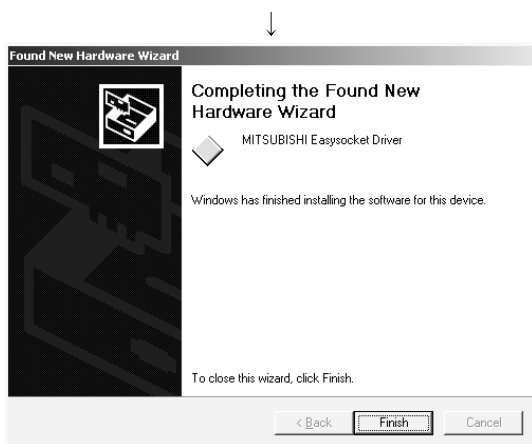 ↓
Found New Hardware Wizard
Completing the Found New
Hardware Wizard
MITSUBISHI Easysocket Driver
Windows has finished installing the software for this device.
To close this wizard, click Finish.
< Back Finish Cancel